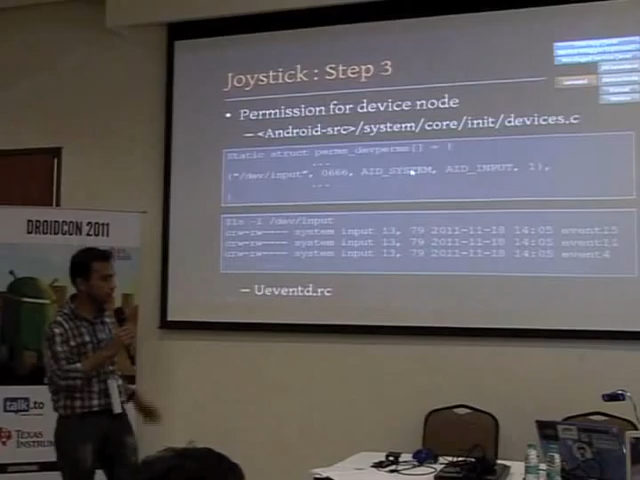 Joystick : Step 3
• Permission for device node
– <Android-src>/system/core/init/devices.c
Static struct perms_devperms[] = {
...
{"/dev/input", 0666, AID_SYSTEM, AID_INPUT, 1},
...
}
$ls -l /dev/input
crw-rw---- system input 13, 79 2011-11-18 14:05 event15
crw-rw---- system input 13, 79 2011-11-18 14:05 event11
crw-rw---- system input 13, 79 2011-11-18 14:05 event4
– Ueventd.rc
DROIDCON 2011
talk.to
TEXAS